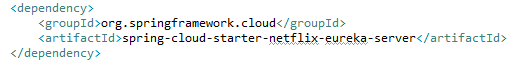 <dependency>
    <groupId>org.springframework.cloud</groupId>
    <artifactId>spring-cloud-starter-netflix-eureka-server</artifactId>
</dependency>